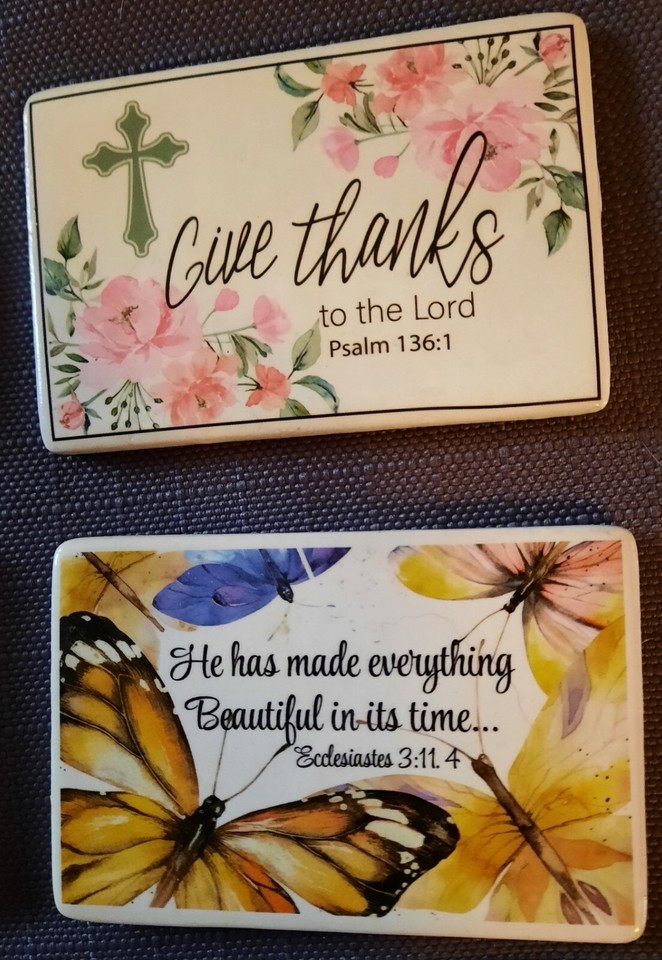 Give thanks
to the Lord
Psalm 136:1
He has made everything
Beautiful in its time...
Ecclesiastes 3:11. 4